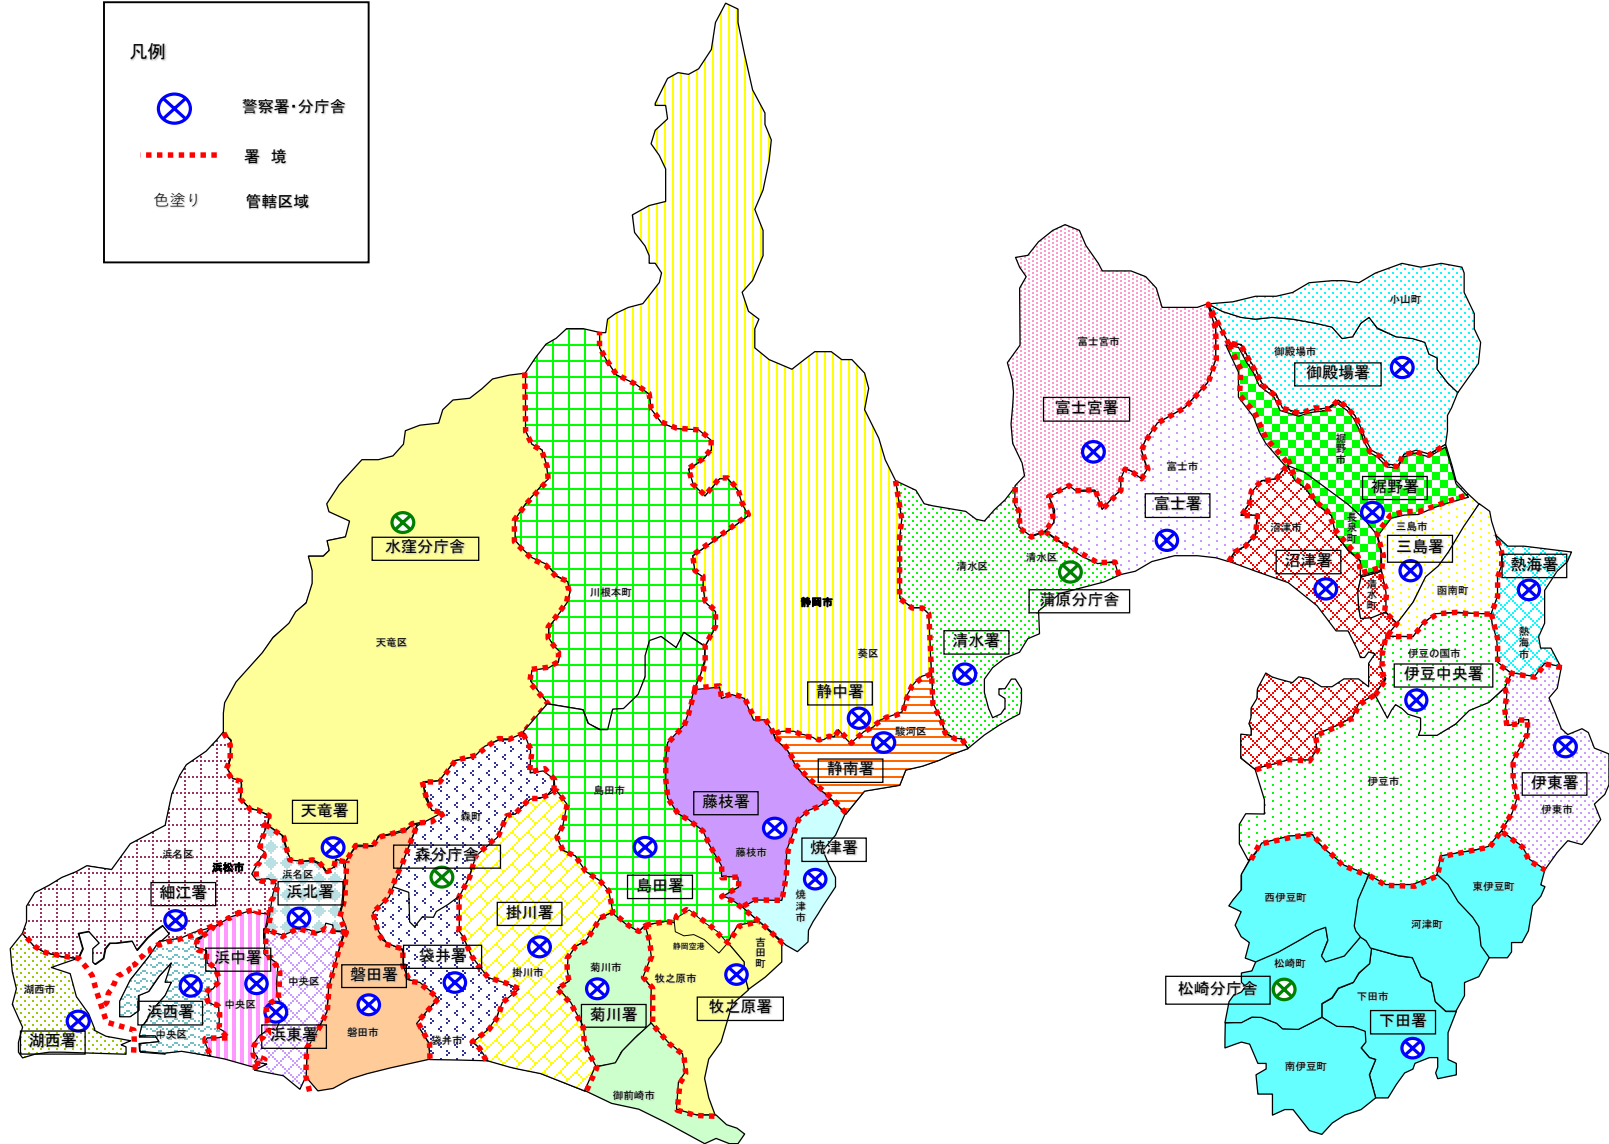 凡例
警察署・分庁舎
署 境
色塗り 管轄区域
小山町
御殿場市
御殿場署
富士宮市
富士宮署
裾野市
裾野署
富士市
富士署
長泉町
沼津市
沼津署
三島市
三島署
清水町
函南町
熱海署
熱海市
伊豆の国市
伊豆中央署
伊豆市
伊東署
伊東市
水窪分庁舎
天竜区
川根本町
静岡市
葵区
清水区
清水区
蒲原分庁舎
清水署
静中署
駿河区
静南署
島田市
藤枝署
藤枝市
焼津署
焼津市
島田署
天竜署
森町
森分庁舎
浜名区
浜松市
浜名区
細江署
浜北署
掛川署
掛川市
袋井署
袋井市
磐田署
磐田市
浜中署
中央区
中央区
浜西署
中央区
浜東署
湖西市
湖西署
菊川市
菊川署
静岡空港
吉田町
牧之原市
牧之原署
御前崎市
西伊豆町
東伊豆町
河津町
松崎町
松崎分庁舎
下田市
下田署
南伊豆町